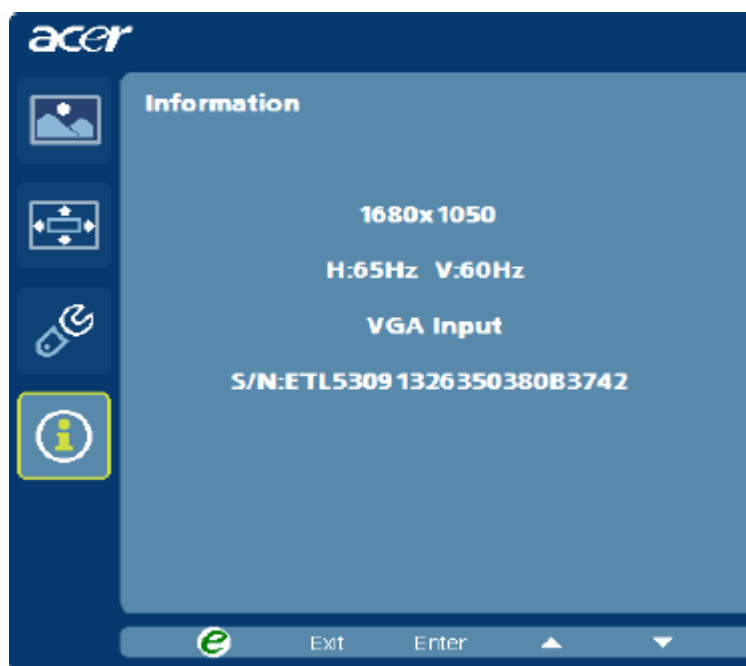 acer
Information
1680x1050
H:65Hz V:60Hz
VGA Input
S/N:ETL53091326350380B3742
e Exit Enter